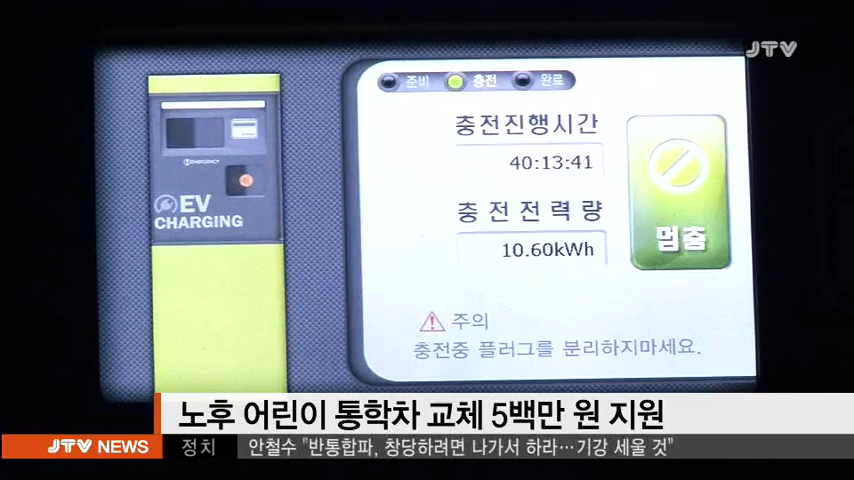 JTV
준비 충전 완료
충전진행시간
40:13:41
충전전력량
10.60kWh
멈춤
EMERGENCY
EV
CHARGING
주의
충전중 플러그를 분리하지마세요.
노후 어린이 통학차 교체 5백만 원 지원
JTV NEWS 정치 안철수 "반통합파, 창당하려면 나가서 하라…기강 세울 것"